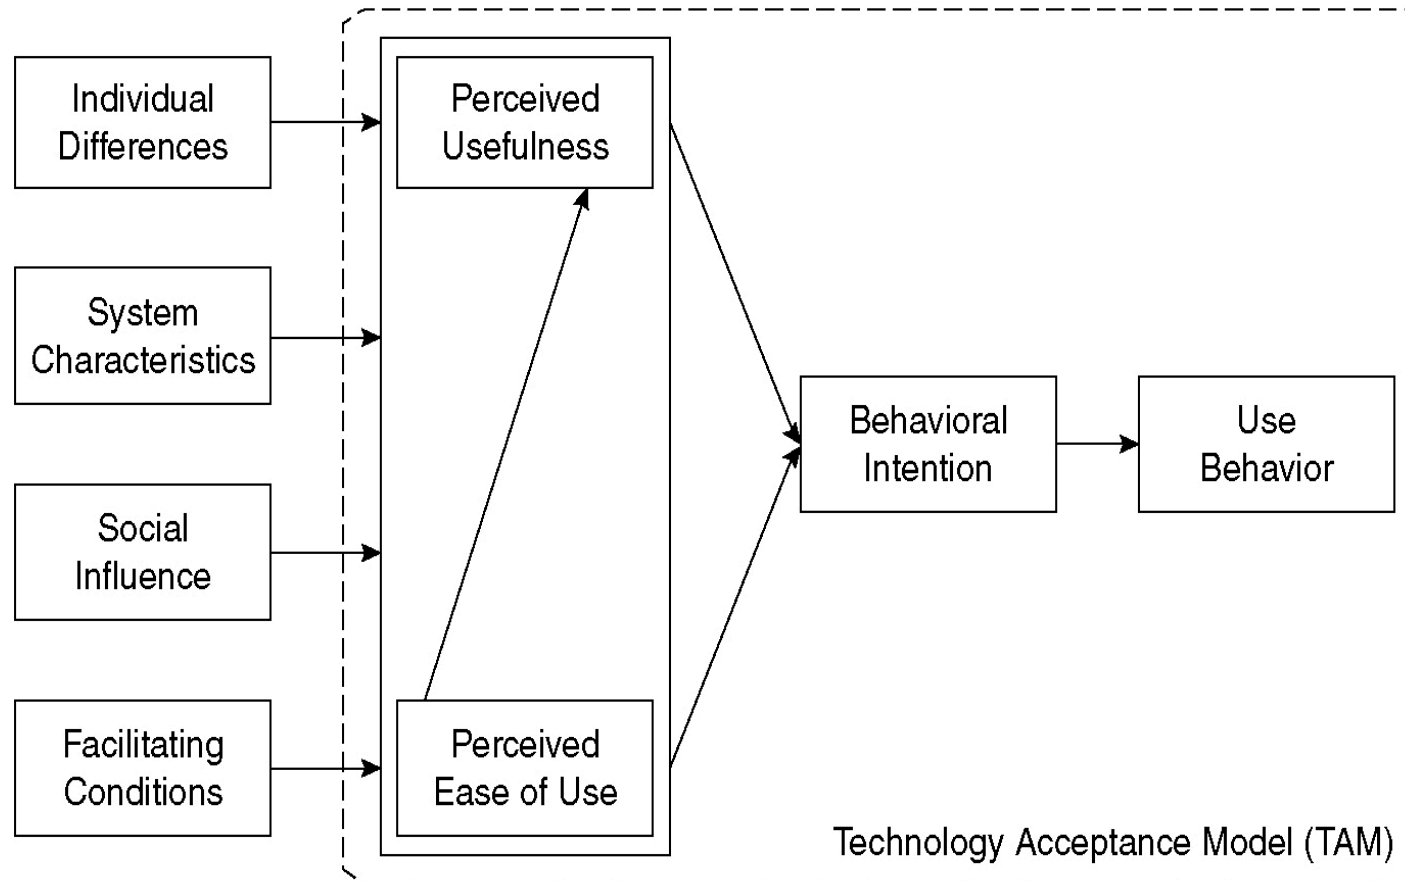 Individual
Differences
Perceived
Usefulness
System
Characteristics
Behavioral
Intention
Use
Behavior
Social
Influence
Facilitating
Conditions
Perceived
Ease of Use
Technology Acceptance Model (TAM)